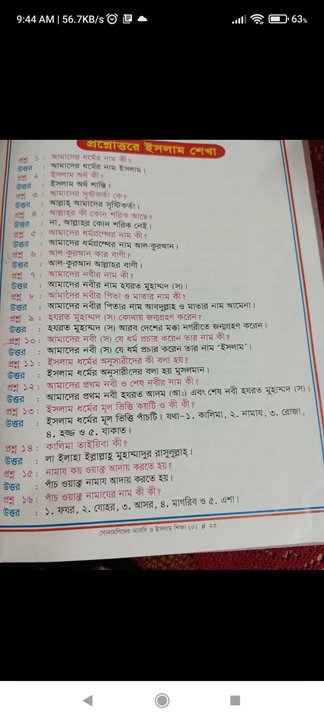 9:44 AM | 56.7KB/s
63%
প্রশ্নোত্তরে ইসলাম শেখা
প্রশ্ন ১ : আমাদের ধর্মের নাম কী?
উত্তর : আমাদের ধর্মের নাম ইসলাম।
প্রশ্ন ২ : ইসলাম অর্থ কী?
উত্তর : ইসলাম অর্থ শান্তি।
প্রশ্ন ৩ : আমাদের সৃষ্টিকর্তা কে?
উত্তর : আল্লাহ্ আমাদের সৃষ্টিকর্তা।
প্রশ্ন ৪ : আল্লাহ্‌র কী কোন শরিক আছে?
উত্তর : না, আল্লাহর কোন শরিক নেই।
প্রশ্ন ৫ : আমাদের ধর্মগ্রন্থের নাম কী?
উত্তর : আমাদের ধর্মগ্রন্থের নাম আল-কুরআন।
প্রশ্ন ৬ : আল-কুরআন কার বাণী?
উত্তর : আল-কুরআন আল্লাহর বাণী।
প্রশ্ন ৭ : আমাদের নবীর নাম কী?
উত্তর : আমাদের নবীর নাম হযরত মুহাম্মদ (স)।
প্রশ্ন ৮ : আমাদের নবীর পিতা ও মাতার নাম কী?
উত্তর : আমাদের নবীর পিতার নাম আবদুল্লাহ ও মাতার নাম আমেনা।
প্রশ্ন ৯ : হযরত মুহাম্মদ (স) কোথায় জন্মগ্রহণ করেন?
উত্তর : হযরত মুহাম্মদ (স) আরব দেশের মক্কা নগরীতে জন্মগ্রহণ করেন।
প্রশ্ন ১০ : আমাদের নবী (স) যে ধর্ম প্রচার করেন তার নাম কী?
উত্তর : আমাদের নবী (স) যে ধর্ম প্রচার করেন তার নাম ‘ইসলাম’।
প্রশ্ন ১১ : ইসলাম ধর্মের অনুসারীদের কী বলা হয়?
উত্তর : ইসলাম ধর্মের অনুসারীদের বলা হয় মুসলমান।
প্রশ্ন ১২ : আমাদের প্রথম নবী ও শেষ নবীর নাম কী?
উত্তর : আমাদের প্রথম নবী হযরত আদম (আঃ) এবং শেষ নবী হযরত মুহাম্মদ (স)।
প্রশ্ন ১৩ : ইসলাম ধর্মের মূল ভিত্তি কয়টি ও কী কী?
উত্তর : ইসলাম ধর্মের মূল ভিত্তি পাঁচটি। যথা-১. কালিমা, ২. নামায, ৩. রোজা,
৪. হজ্জ ও ৫. যাকাত।
প্রশ্ন ১৪ : কালিমা তাইয়িবা কী?
উত্তর : লা ইলাহা ইল্লাল্লাহু মুহাম্মাদুর রাসূলুল্লাহ্।
প্রশ্ন ১৫ : নামায কয় ওয়াক্ত আদায় করতে হয়?
উত্তর : পাঁচ ওয়াক্ত নামায আদায় করতে হয়।
প্রশ্ন ১৬ : পাঁচ ওয়াক্ত নামাযের নাম কী কী?
উত্তর : ১. ফযর, ২. যোহর, ৩. আসর, ৪. মাগরিব ও ৫. এশা।
সোনামণিদের আরবি ও ইসলাম শিক্ষা (০) # ২৩